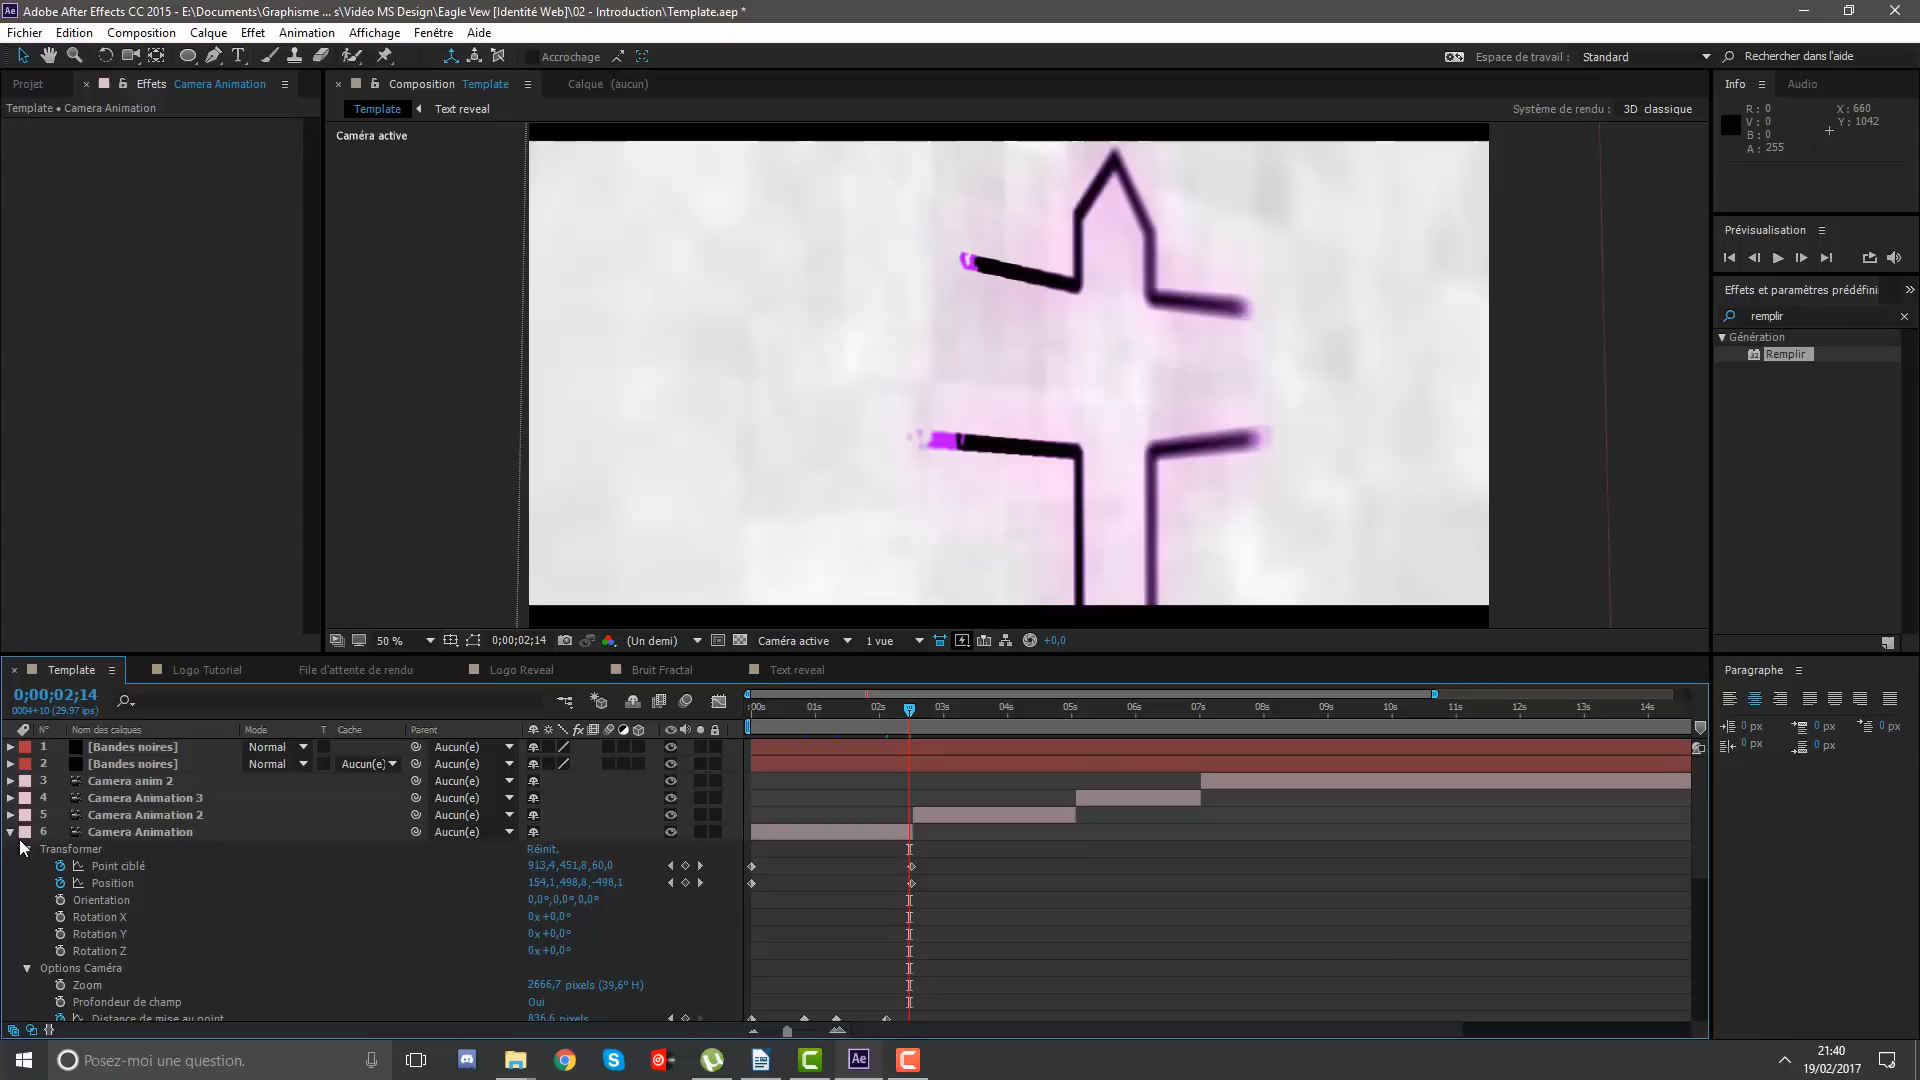 Adobe After Effects CC 2015 - E:\Documents\Graphisme ... s\Vidéo MS Design\Eagle Vew [Identité Web]\02 - Introduction\Template.aep *
Fichier Edition Composition Calque Effet Animation Affichage Fenêtre Aide
Accrochage
Espace de travail : Standard
Rechercher dans l'aide
Projet
Effets Camera Animation
Composition Template
Calque (aucun)
Info
Audio
Template • Camera Animation
Template
Text reveal
Système de rendu : 3D classique
R : 0
V : 0
B : 0
A : 255
X : 660
Y : 1042
Caméra active
Prévisualisation
Effets et paramètres prédéfini
remplir
Génération
Remplir
50 %
0;00;02;14
(Un demi)
Caméra active
1 vue
+0,0
Template
Logo Tutoriel
File d'attente de rendu
Logo Reveal
Bruit Fractal
Text reveal
Paragraphe
0;00;02;14
0004+10 (29.97 ips)
:00s 01s 02s 03s 04s 05s 06s 07s 08s 09s 10s 11s 12s 13s 14s
N° Nom des calques Mode T Cache Parent
1 [Bandes noires] Normal Aucun(e)
2 [Bandes noires] Normal Aucun(e) Aucun(e)
3 Camera anim 2 Aucun(e)
4 Camera Animation 3 Aucun(e)
5 Camera Animation 2 Aucun(e)
6 Camera Animation Aucun(e)
Transformer Réinit.
Point ciblé 913,4,451,8,60,0
Position 154,1,498,8,-498,1
Orientation 0,0°,0,0°,0,0°
Rotation X 0x+0,0°
Rotation Y 0x+0,0°
Rotation Z 0x+0,0°
Options Caméra
Zoom 2666,7 pixels (39,6° H)
Profondeur de champ Oui
Distance de mise au point 836,6 pixels
0 px 0 px 0 px
0 px 0 px
Posez-moi une question.
21:40
19/02/2017